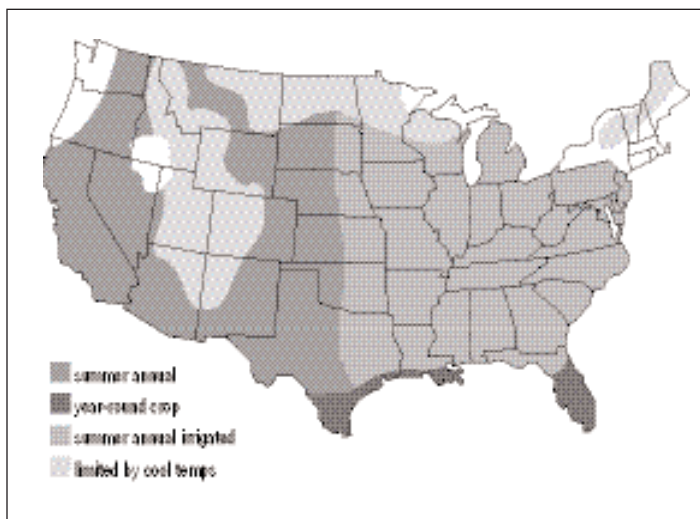 summer annual
year-round crop
summer annual irrigated
limited by cool temps